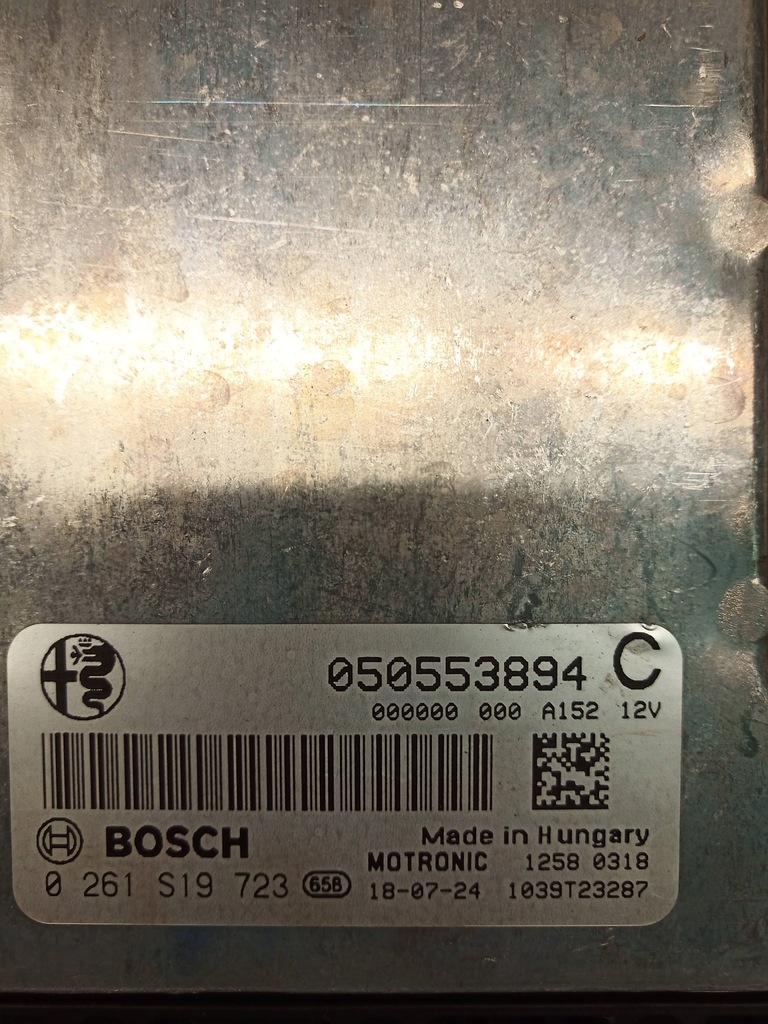 050553894 C
000000 000 A152 12V
BOSCH
Made in Hungary
MOTRONIC 1258 0318
0 261 S19 723 65B 18-07-24 1039T23287